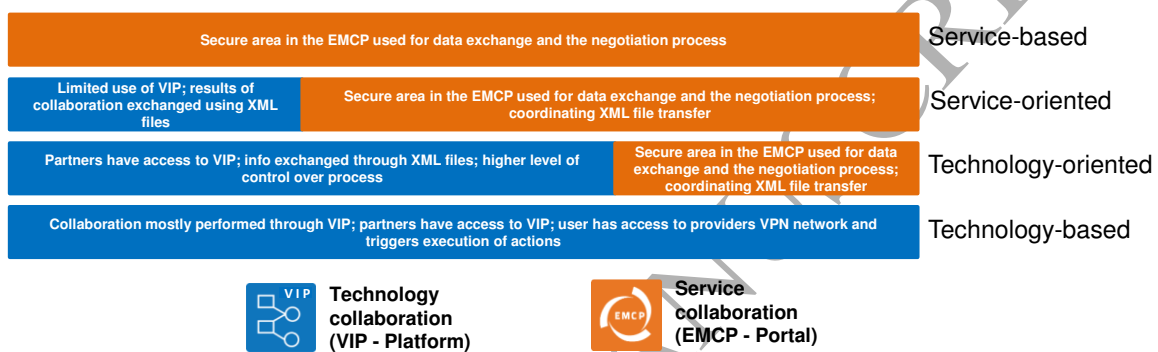 Secure area in the EMCP used for data exchange and the negotiation process
Service-based
Limited use of VIP; results of
collaboration exchanged using XML
files
Secure area in the EMCP used for data exchange and the negotiation process;
coordinating XML file transfer
Service-oriented
Partners have access to VIP; info exchanged through XML files; higher level of
control over process
Secure area in the EMCP used for data
exchange and the negotiation process;
coordinating XML file transfer
Technology-oriented
Collaboration mostly performed through VIP; partners have access to VIP; user has access to providers VPN network and
triggers execution of actions
Technology-based
VIP
Technology
collaboration
(VIP - Platform)
EMCP
Service
collaboration
(EMCP - Portal)